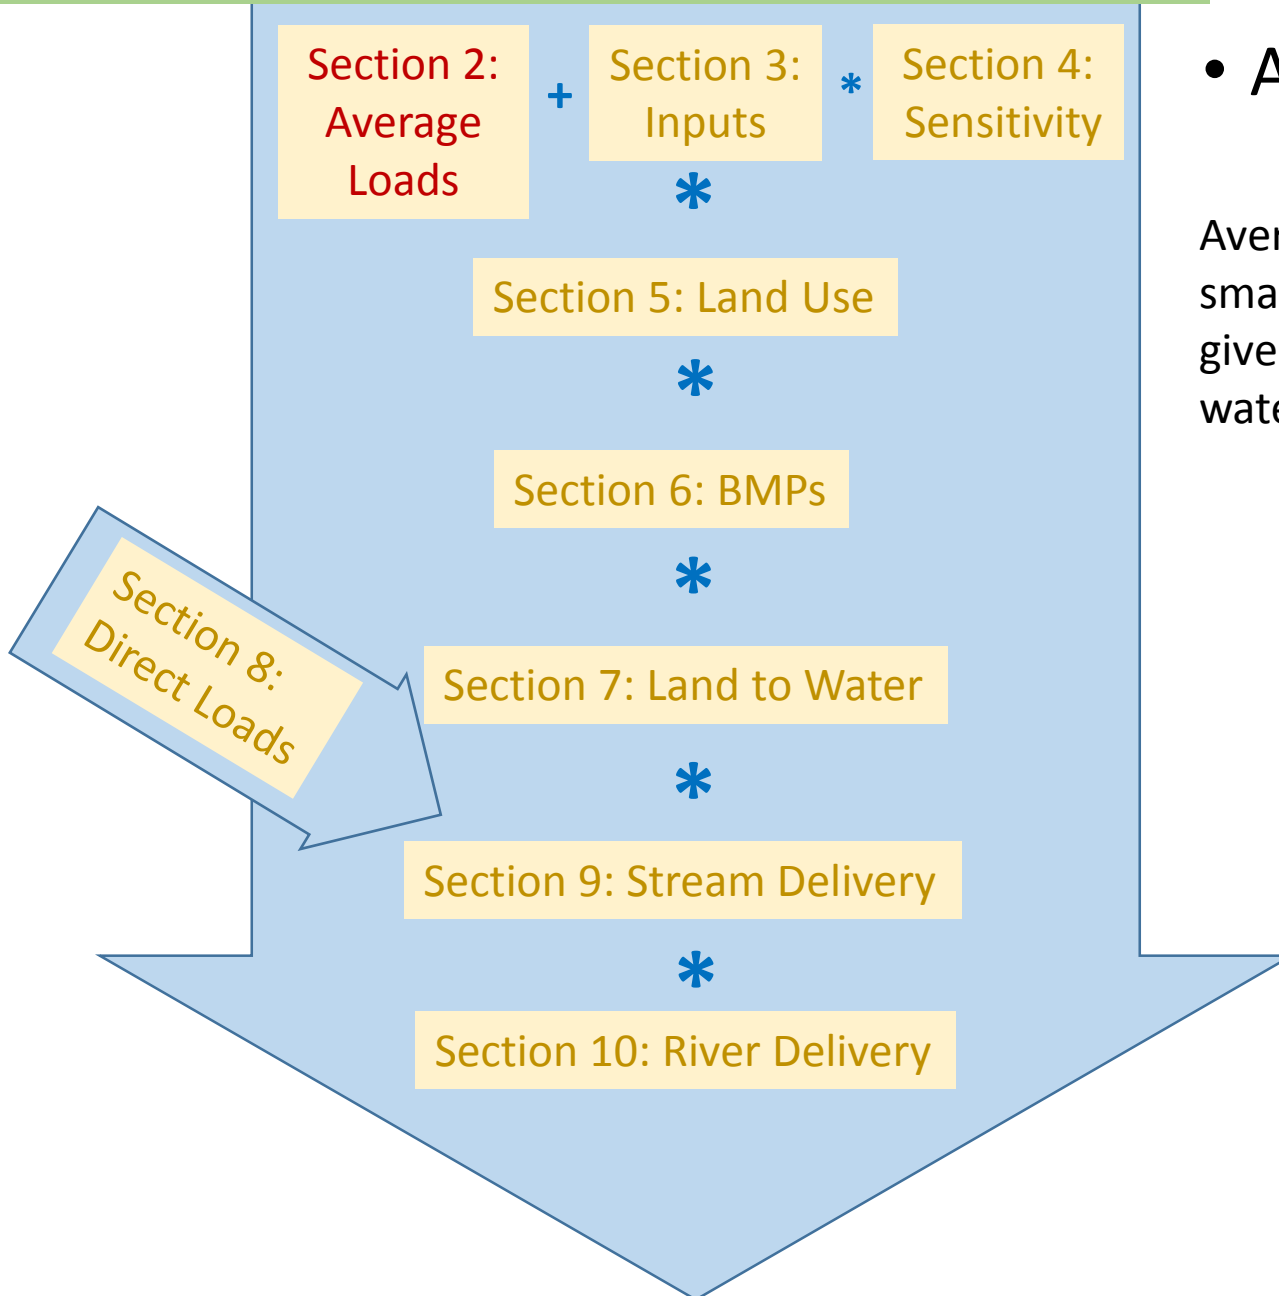 Section 2:
Average
Loads
+
Section 3:
Inputs
*
Section 4:
Sensitivity
*
Section 5: Land Use
*
Section 6: BMPs
*
Section 8:
Direct Loads
Section 7: Land to Water
*
Section 9: Stream Delivery
*
Section 10: River Delivery
•
give